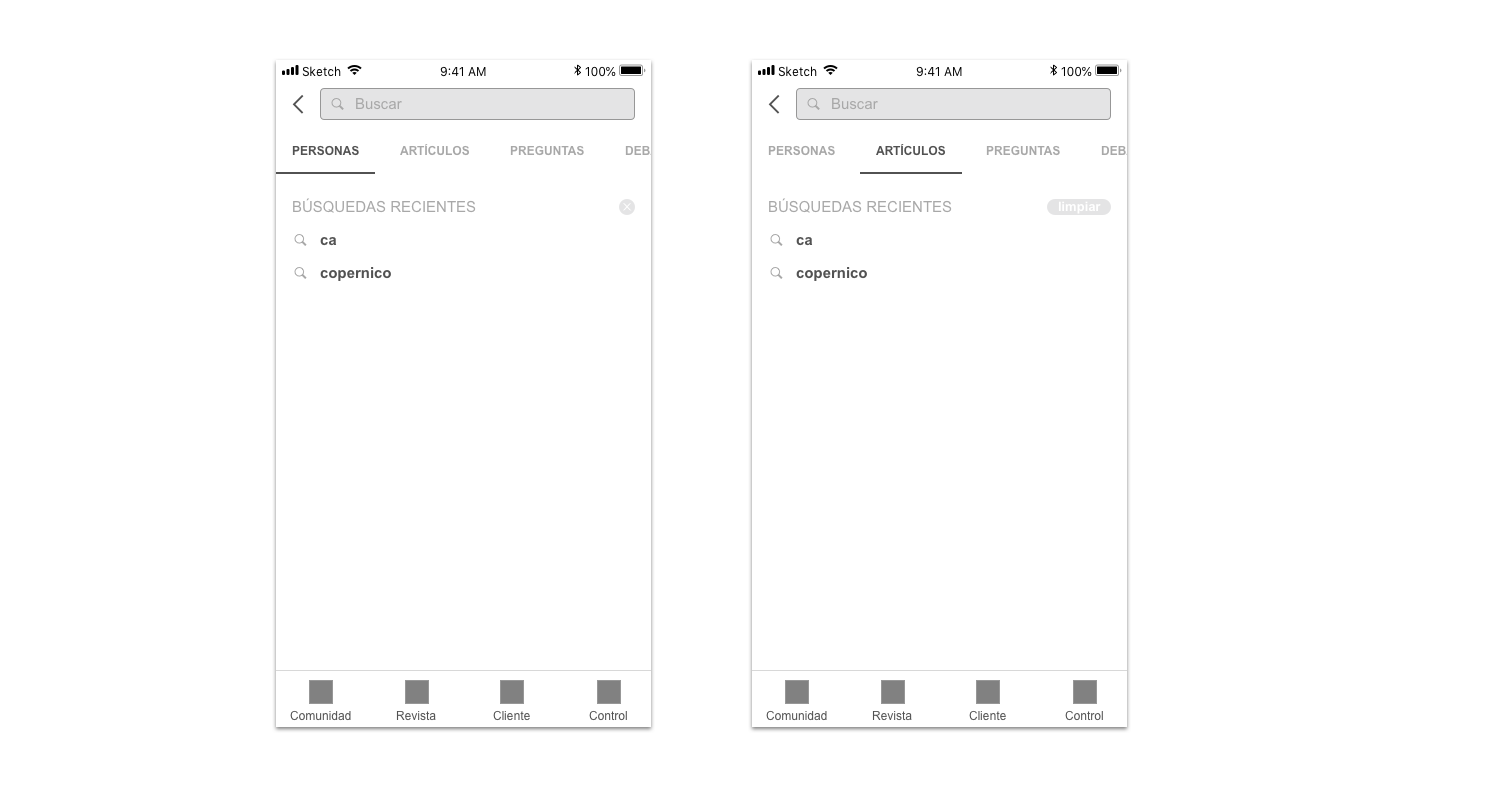 Sketch 9:41 AM 100%
Buscar
PERSONAS ARTÍCULOS PREGUNTAS DEB
BÚSQUEDAS RECIENTES
ca
copernico
Comunidad Revista Cliente Control
Sketch 9:41 AM 100%
Buscar
PERSONAS ARTÍCULOS PREGUNTAS DEB
BÚSQUEDAS RECIENTES limpiar
ca
copernico
Comunidad Revista Cliente Control